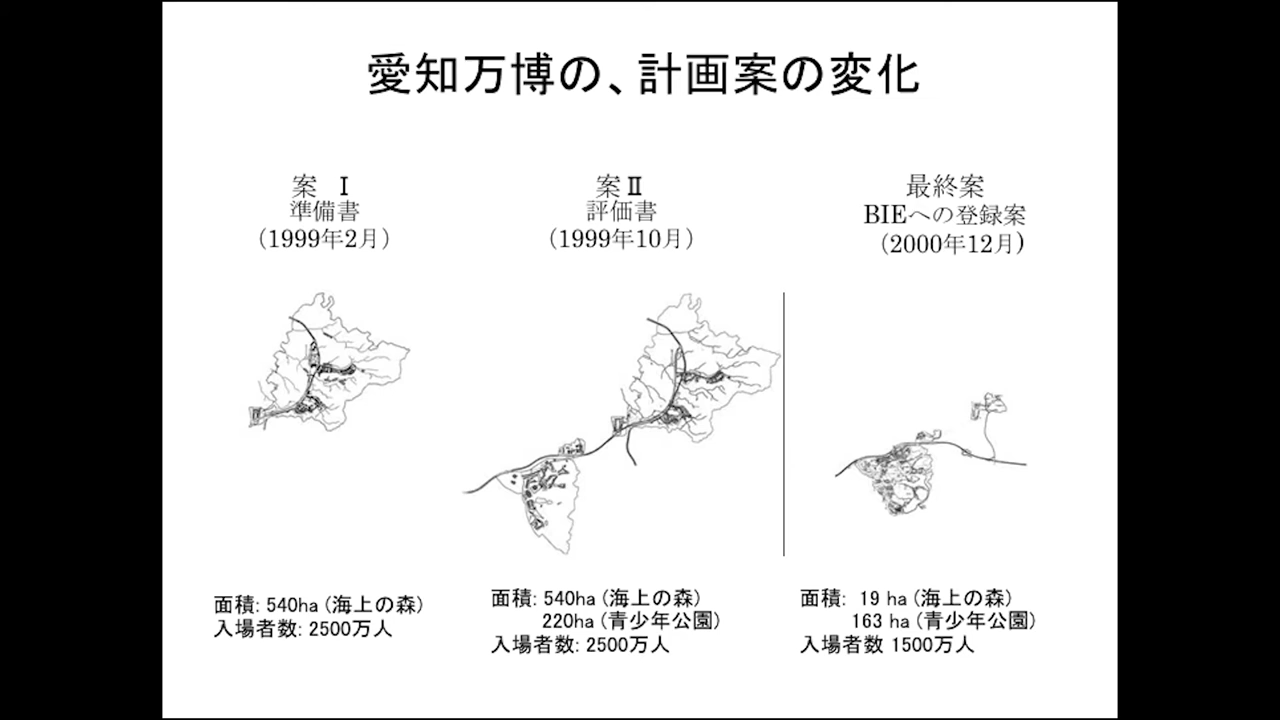 愛知万博の、計画案の変化
案　Ⅰ
準備書
(1999年2月)
案Ⅱ
評価書
(1999年10月)
最終案
BIEへの登録案
(2000年12月)
面積: 540ha (海上の森)
入場者数: 2500万人
面積: 540ha (海上の森)
220ha (青少年公園)
入場者数: 2500万人
面積: 19 ha (海上の森)
163 ha (青少年公園)
入場者数 1500万人